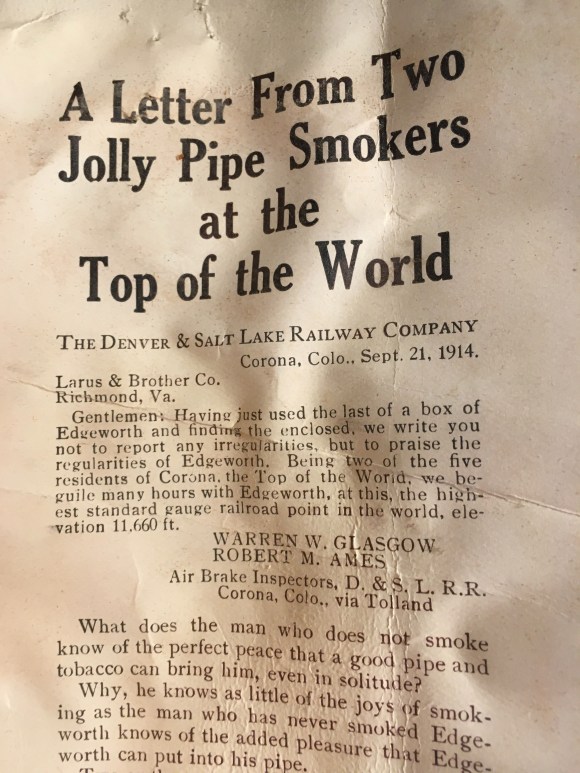 A Letter From Two
Jolly Pipe Smokers
at the
Top of the World
THE DENVER & SALT LAKE RAILWAY COMPANY
Corona, Colo., Sept. 21, 1914.
Larus & Brother Co.
Richmond, Va.
Gentlemen: Having just used the last of a box of
Edgeworth and finding the enclosed, we write you
not to report any irregularities, but to praise the
regularities of Edgeworth. Being two of the five
residents of Corona, the Top of the World, we be-
guile many hours with Edgeworth, at this, the high-
est standard gauge railroad point in the world, ele-
vation 11,660 ft.
WARREN W. GLASGOW
ROBERT M. AMES
Air Brake Inspectors, D. & S. L. R.R.
Corona, Colo., via Tolland
What does the man who does not smoke
know of the perfect peace that a good pipe and
tobacco can bring him, even in solitude?
Why, he knows as little of the joys of smok-
ing as the man who has never smoked Edge-
worth knows of the added pleasure that Edge-
worth can put into his pipe.